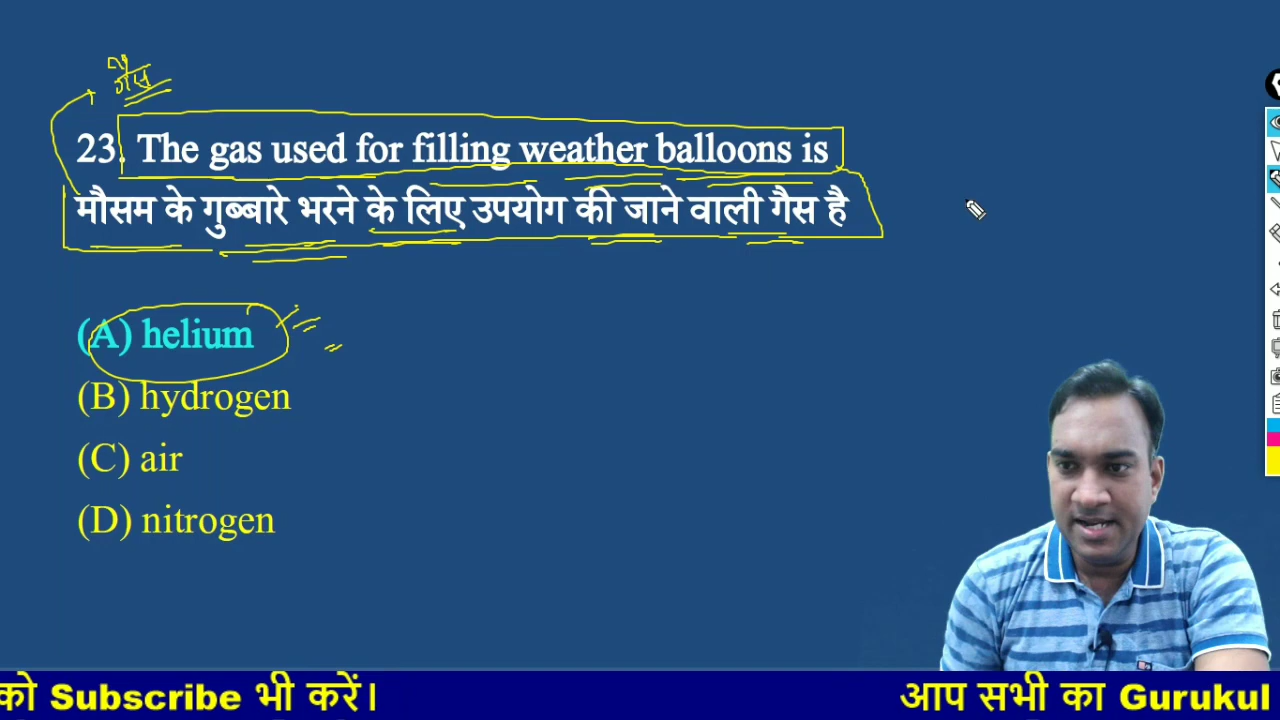 गैस
23. The gas used for filling weather balloons is
मौसम के गुब्बारे भरने के लिए उपयोग की जाने वाली गैस है
(A) helium
(B) hydrogen
(C) air
(D) nitrogen
को Subscribe भी करें। आप सभी का Gurukul